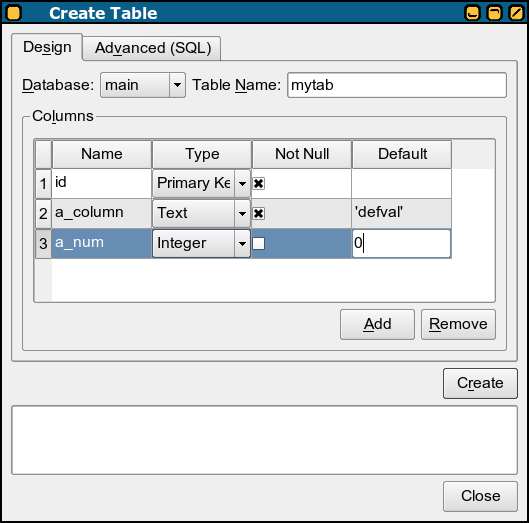 Create Table
Design Advanced (SQL)
Database: main Table Name: mytab
Columns
Name Type Not Null Default
1 id Primary Ke
2 a_column Text 'defval'
3 a_num Integer 0
Add Remove
Create
Close